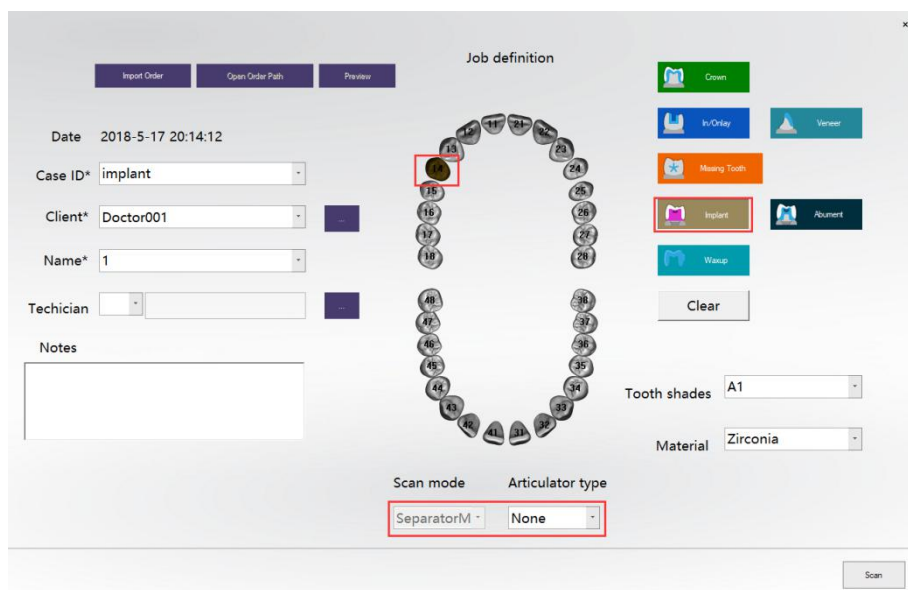 ×
Job definition
Import Order
Open Order Path
Preview
Crown
In/Onlay
Veneer
Missing Tooth
Implant
Abument
Waxup
Clear
Date 2018-5-17 20:14:12
Case ID* implant
Client* Doctor001 ...
Name* 1
Techician ...
Notes
11 21
12 22
13 23
14 24
15 25
16 26
17 27
18 28
48 38
47 37
46 36
45 35
44 34
43 33
42 41 31 32
Tooth shades A1
Material Zirconia
Scan mode Articulator type
SeparatorM None
Scan